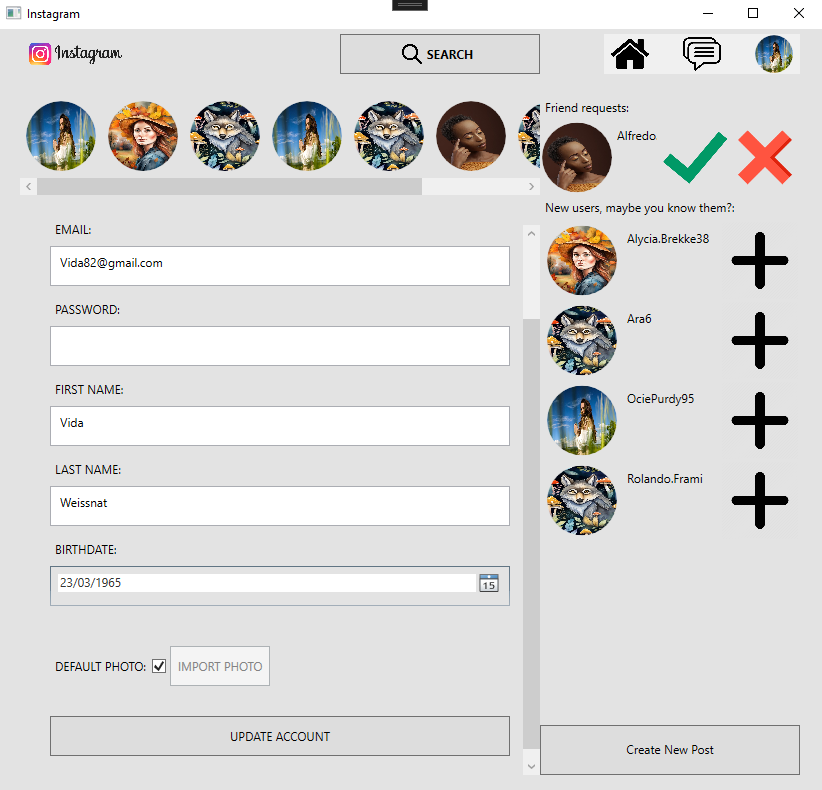 Instagram
Instagram
SEARCH
Friend requests:
Alfredo
New users, maybe you know them?:
Alycia.Brekke38
Ara6
OciePurdy95
Rolando.Frami
EMAIL:
Vida82@gmail.com
PASSWORD:
FIRST NAME:
Vida
LAST NAME:
Weissnat
BIRTHDATE:
23/03/1965
15
DEFAULT PHOTO:
IMPORT PHOTO
UPDATE ACCOUNT
Create New Post